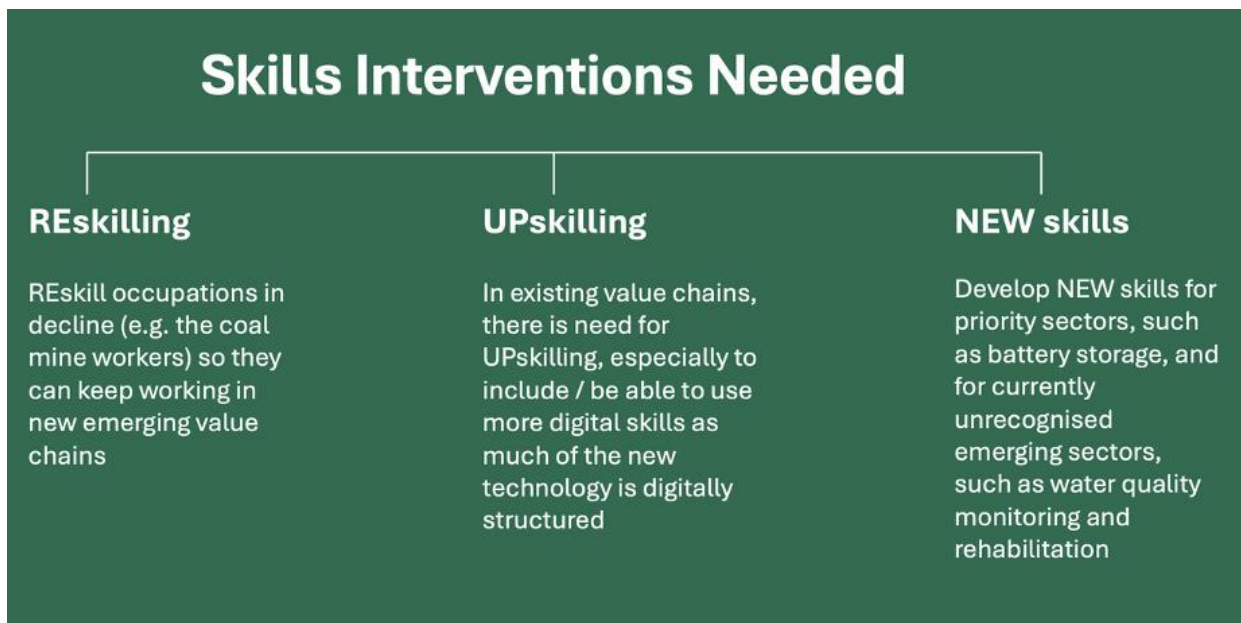 Skills Interventions Needed
REskilling
REskill occupations in
decline (e.g. the coal
mine workers) so they
can keep working in
new emerging value
chains
UPskilling
In existing value chains,
there is need for
UPskilling, especially to
include / be able to use
more digital skills as
much of the new
technology is digitally
structured
NEW skills
Develop NEW skills for
priority sectors, such
as battery storage, and
for currently
unrecognised
emerging sectors,
such as water quality
monitoring and
rehabilitation